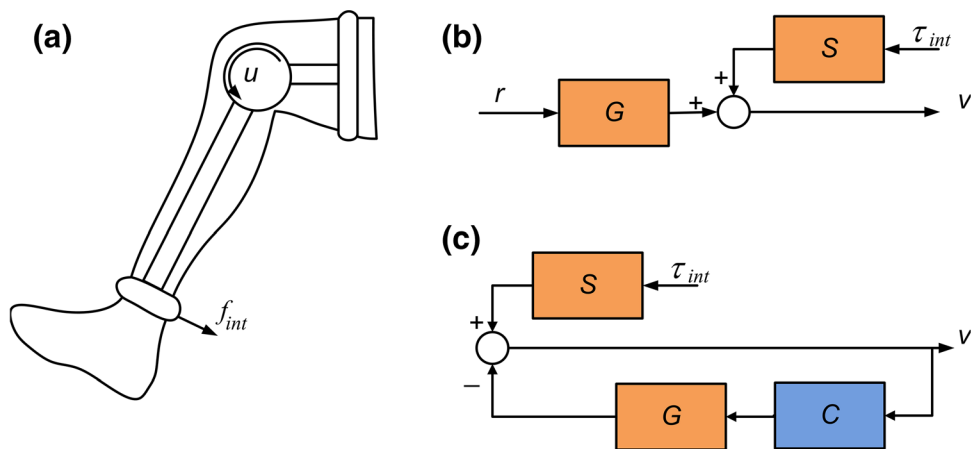 (a)
u
f_int
(b)
S
τ_int
+
r
G
+
v
(c)
S
τ_int
+
v
−
G
C